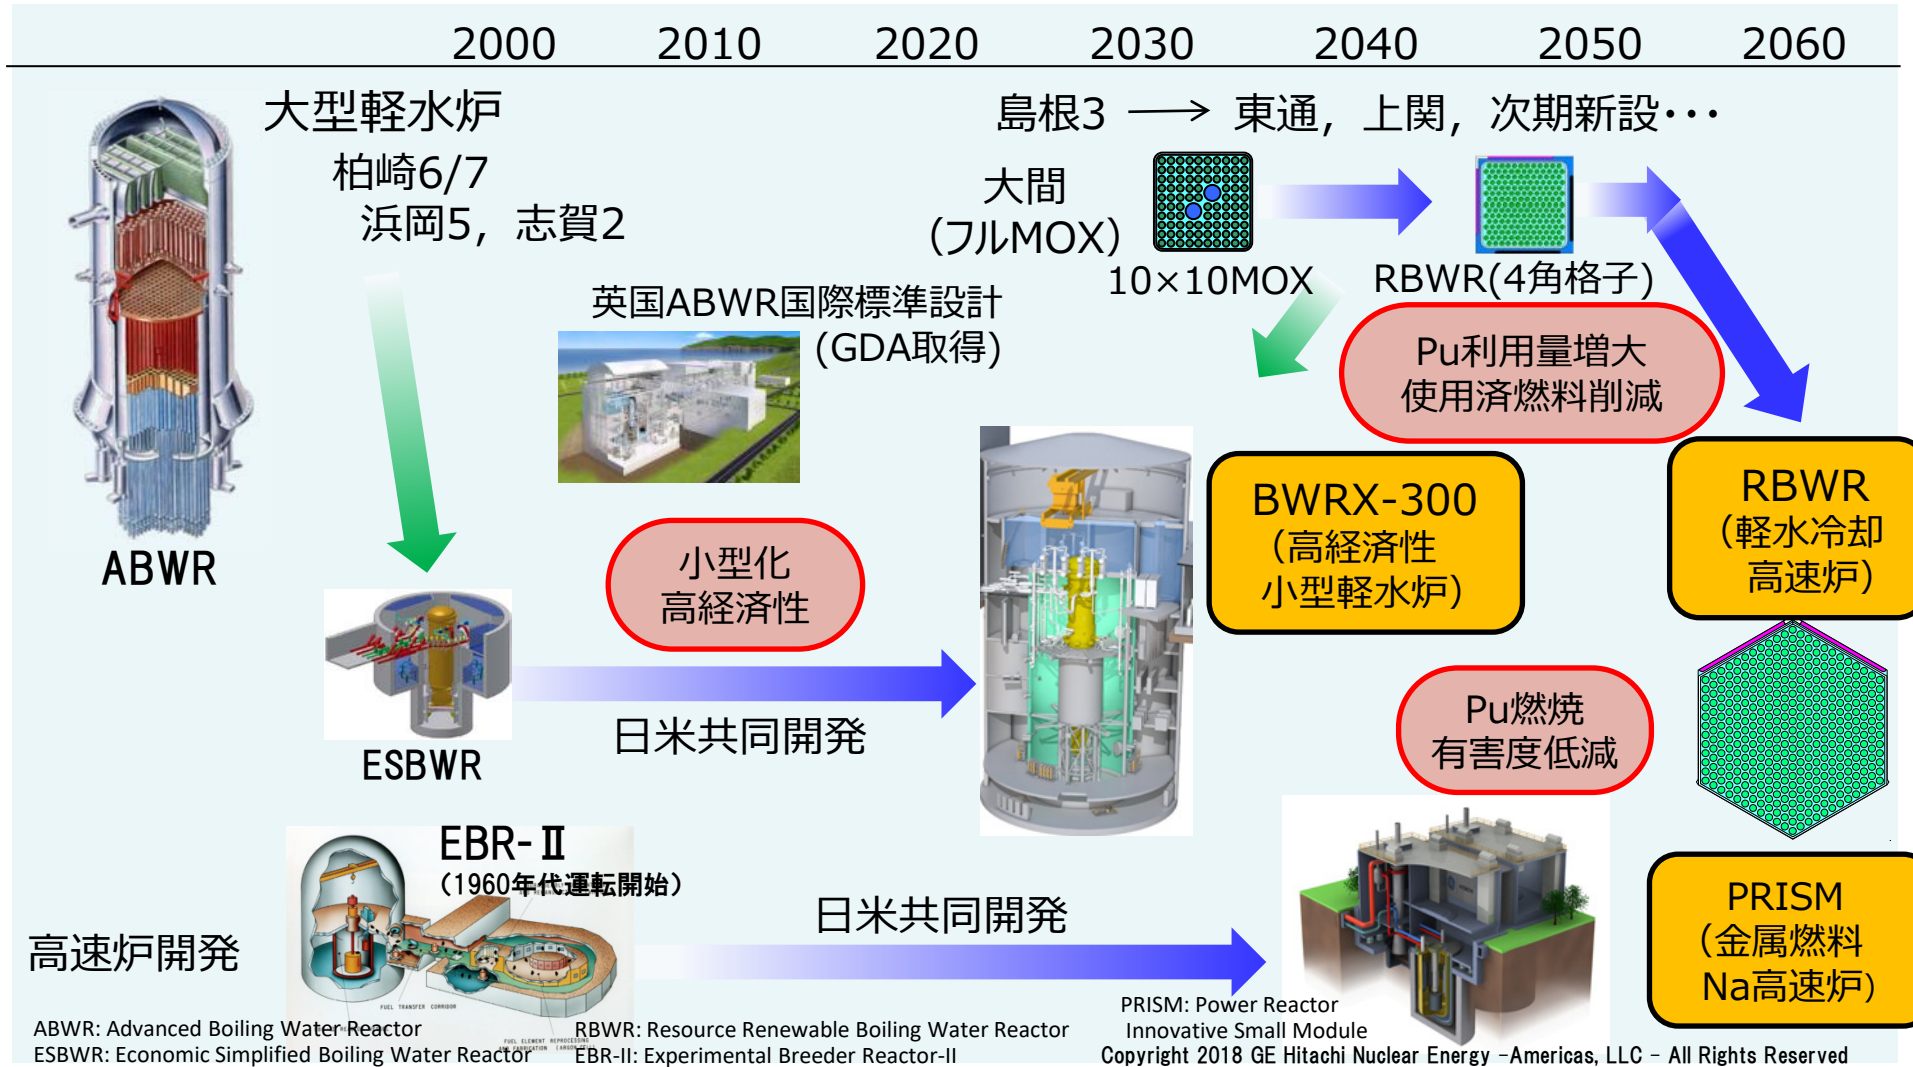 2000 2010 2020 2030 2040 2050 2060
大型軽水炉
柏崎6/7
浜岡5, 志賀2
島根3 → 東通, 上関, 次期新設・・・
大間
(フルMOX)
10×10MOX
RBWR(4角格子)
英国ABWR国際標準設計
(GDA取得)
Pu利用量増大
使用済燃料削減
ABWR
小型化
高経済性
BWRX-300
(高経済性
小型軽水炉)
RBWR
(軽水冷却
高速炉)
日米共同開発
ESBWR
Pu燃焼
有害度低減
EBR-Ⅱ
(1960年代運転開始)
日米共同開発
高速炉開発
PRISM
(金属燃料
Na高速炉)
FUEL TRANSFER CORRIDOR
FUEL ELEMENT REPROCESSING
AND FABRICATION (ARGON CELL)
ABWR: Advanced Boiling Water Reactor
ESBWR: Economic Simplified Boiling Water Reactor
RBWR: Resource Renewable Boiling Water Reactor
EBR-II: Experimental Breeder Reactor-II
PRISM: Power Reactor
Innovative Small Module
Copyright 2018 GE Hitachi Nuclear Energy -Americas, LLC - All Rights Reserved